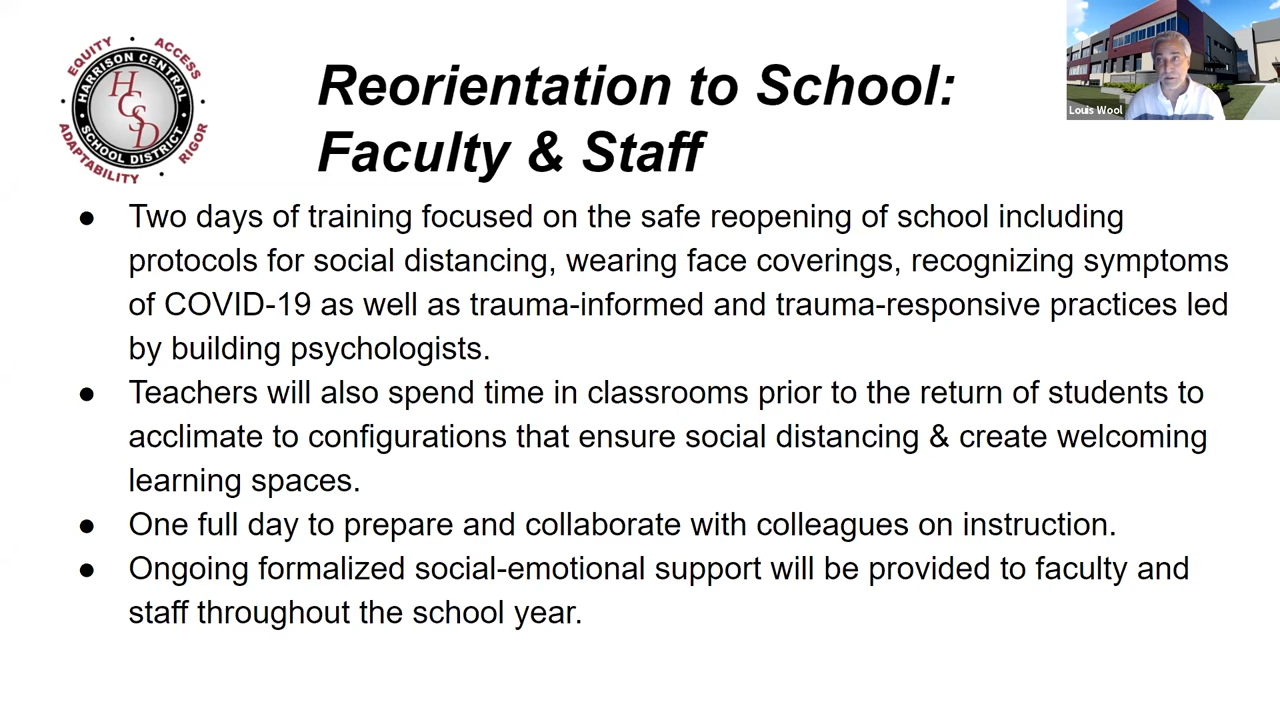 EQUITY
ACCESS
HARRISON CENTRAL
HCSD
SCHOOL DISTRICT
ADAPTABILITY
RIGOR
Reorientation to School:
Faculty & Staff
Louis Wool
● Two days of training focused on the safe reopening of school including
protocols for social distancing, wearing face coverings, recognizing symptoms
of COVID-19 as well as trauma-informed and trauma-responsive practices led
by building psychologists.
● Teachers will also spend time in classrooms prior to the return of students to
acclimate to configurations that ensure social distancing & create welcoming
learning spaces.
● One full day to prepare and collaborate with colleagues on instruction.
● Ongoing formalized social-emotional support will be provided to faculty and
staff throughout the school year.